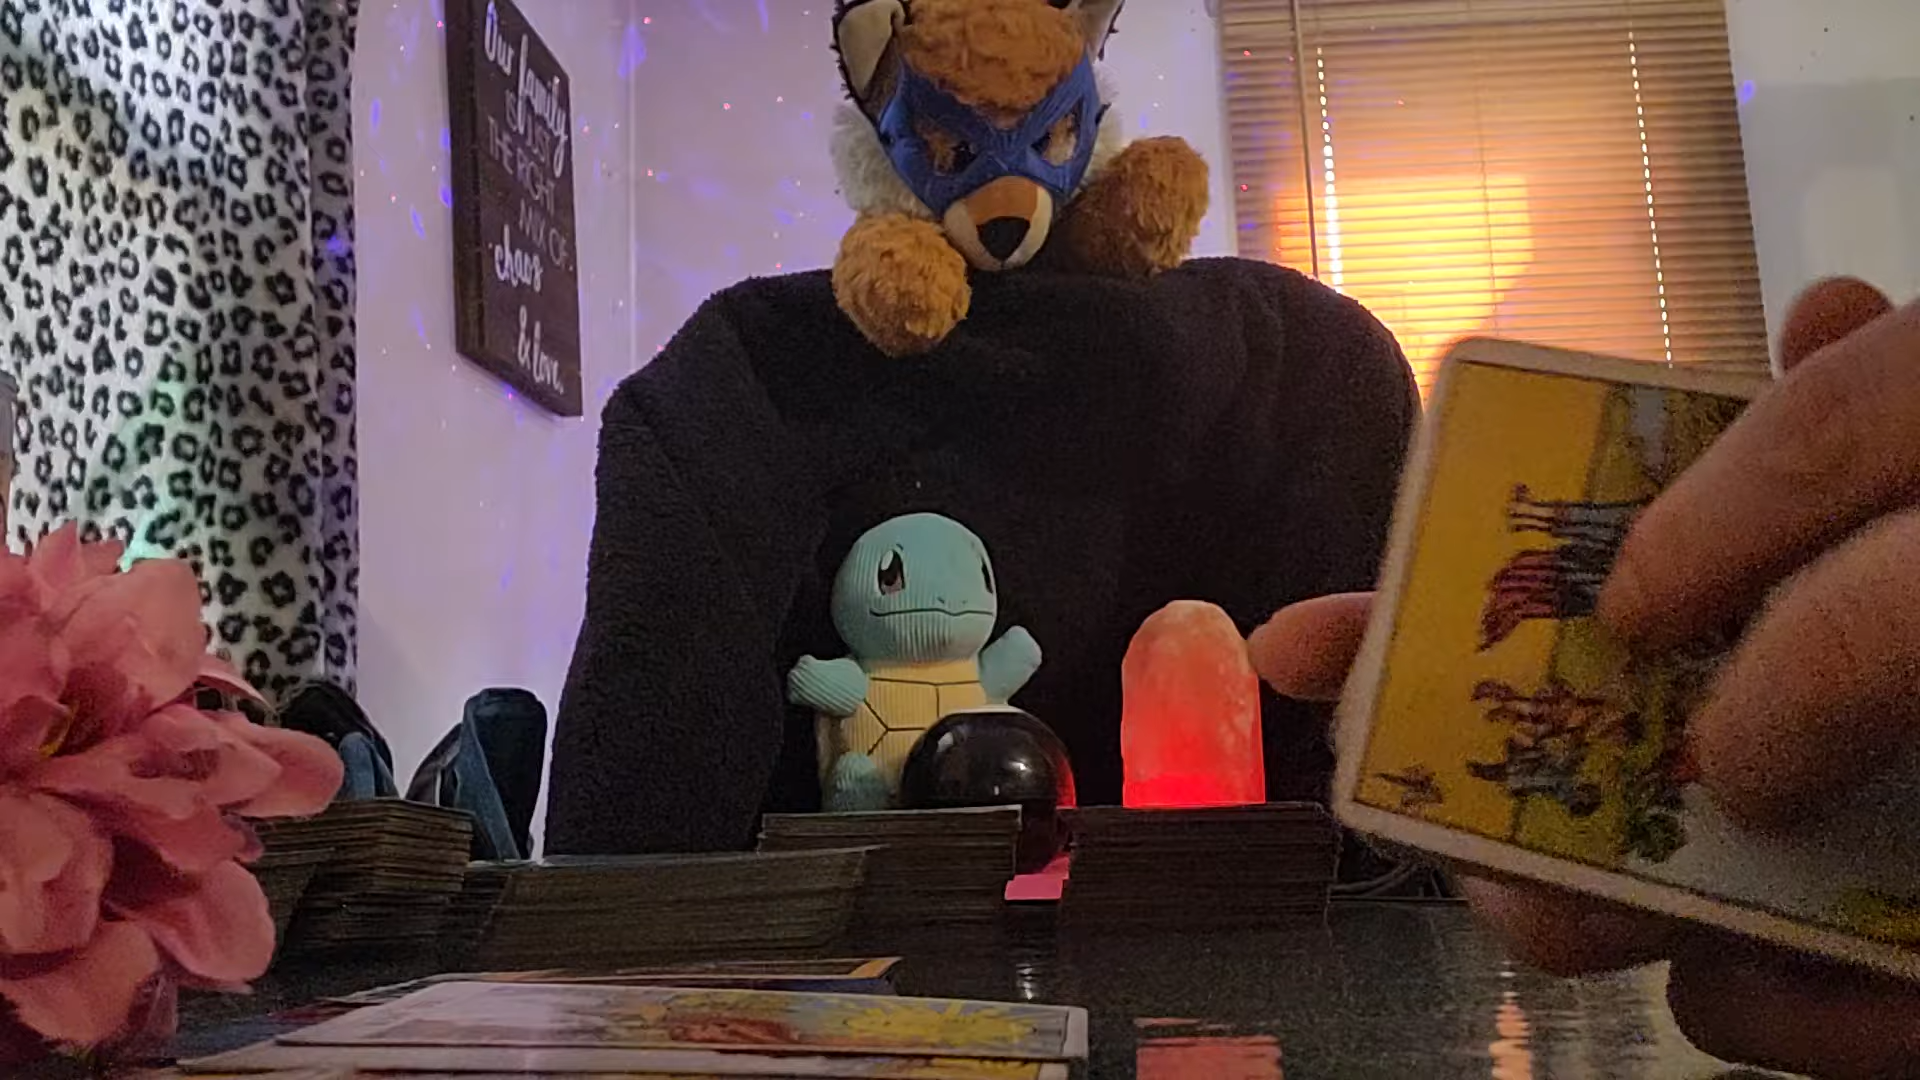 Our family
IS JUST
THE RIGHT
MIX OF
chaos
& love.